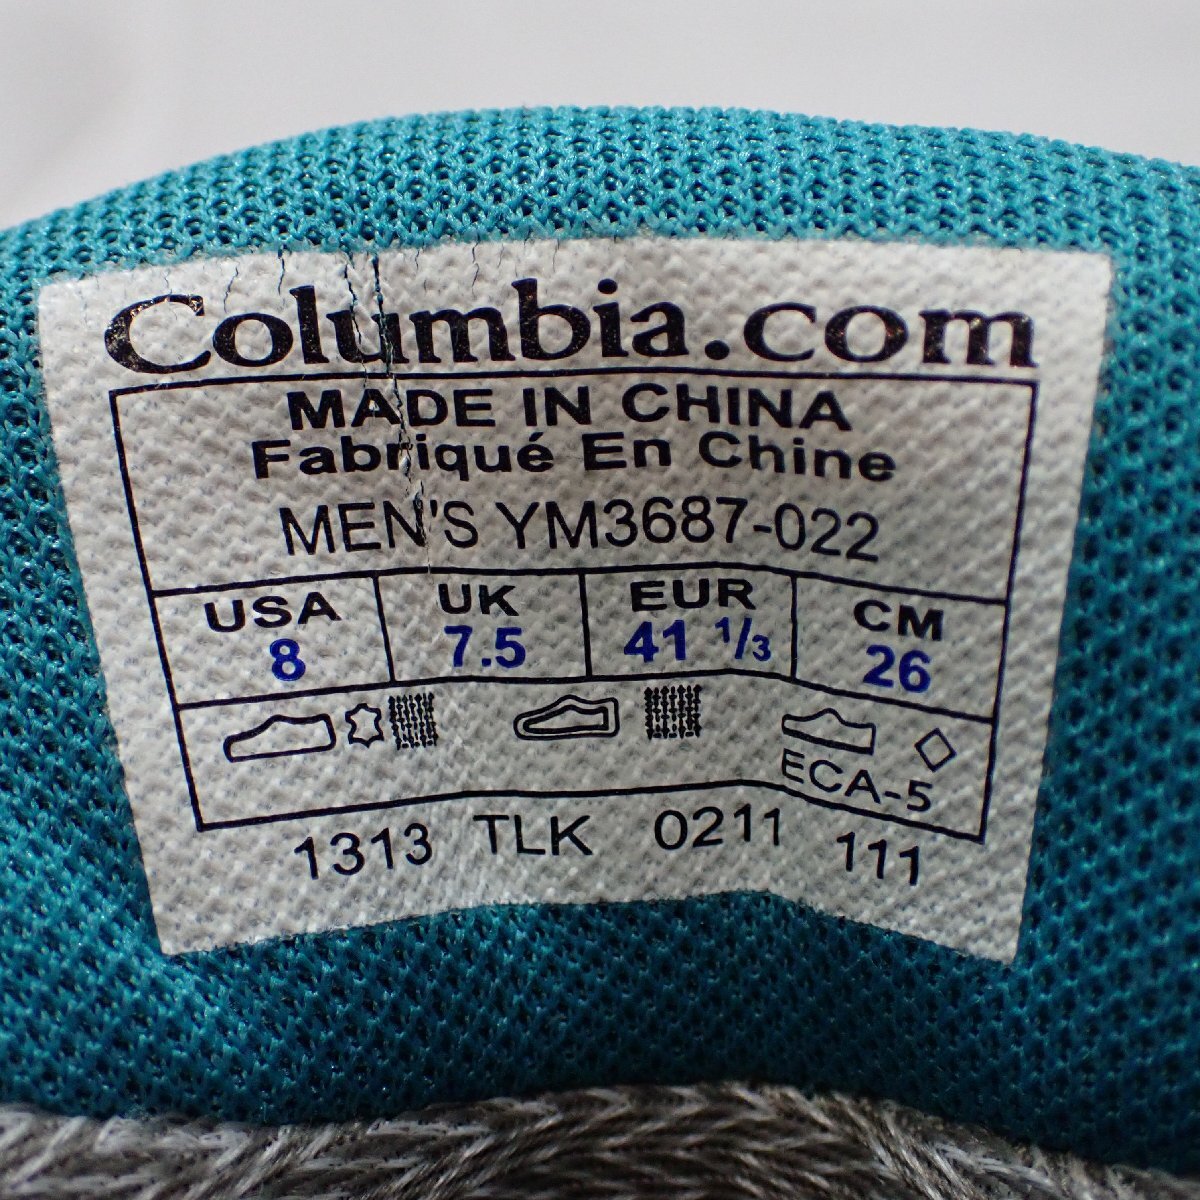 Columbia.com
MADE IN CHINA
Fabriqué En Chine
MEN'S YM3687-022
USA UK EUR CM
8 7.5 41 1/3 26
ECA-5
1313 TLK 0211 111